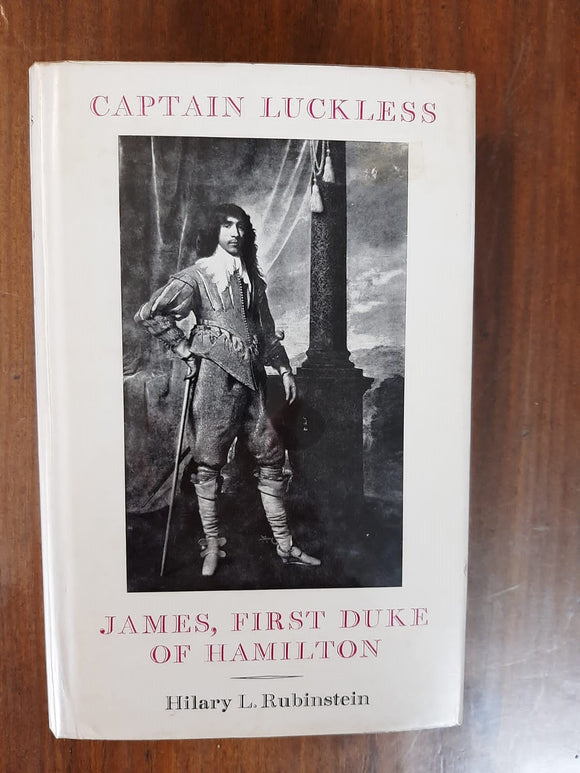 CAPTAIN LUCKLESS
JAMES, FIRST DUKE
OF HAMILTON
Hilary L. Rubinstein